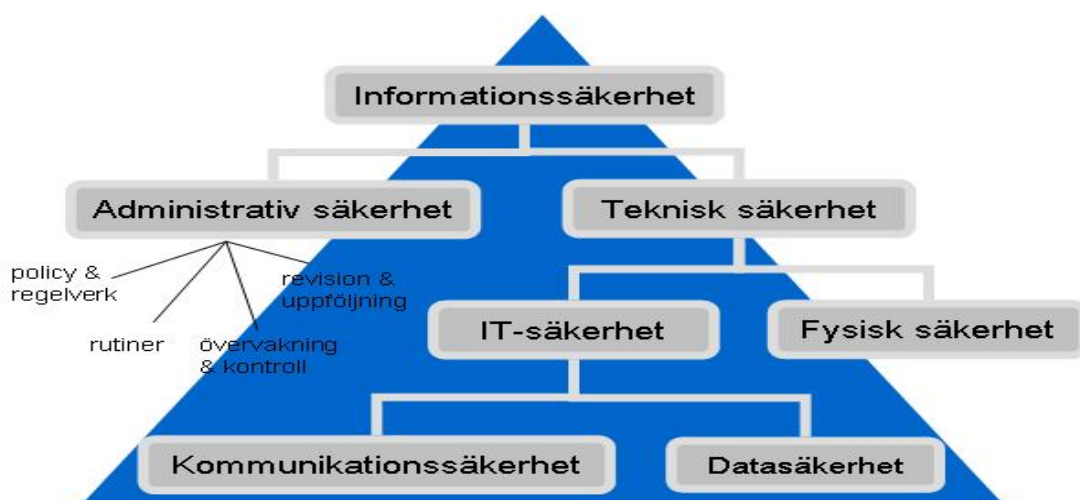 Informationssäkerhet
Administrativ säkerhet
Teknisk säkerhet
policy &
regelverk
rutiner
övervakning
& kontroll
revision &
uppföljning
IT-säkerhet
Fysisk säkerhet
Kommunikationssäkerhet
Datasäkerhet